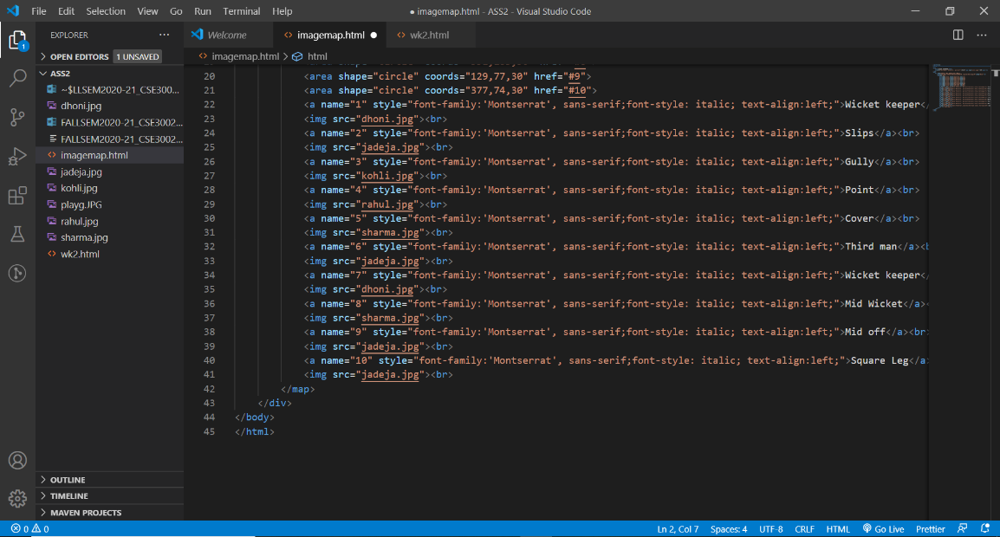 File Edit Selection View Go Run Terminal Help
● imagemap.html - ASS2 - Visual Studio Code
EXPLORER ...
Welcome
imagemap.html ●
wk2.html
OPEN EDITORS 1 UNSAVED
imagemap.html > html
ASS2
~$LLSEM2020-21_CSE300...
dhoni.jpg
FALLSEM2020-21_CSE3002...
FALLSEM2020-21_CSE3002...
imagemap.html
jadeja.jpg
kohli.jpg
playg.JPG
rahul.jpg
sharma.jpg
wk2.html
OUTLINE
TIMELINE
MAVEN PROJECTS
20 <area shape="circle" coords="129,77,30" href="#9">
21 <area shape="circle" coords="377,74,30" href="#10">
22 <a name="1" style="font-family:'Montserrat', sans-serif;font-style: italic; text-align:left;">Wicket keeper</
23 <img src="dhoni.jpg"><br>
24 <a name="2" style="font-family:'Montserrat', sans-serif;font-style: italic; text-align:left;">Slips</a><br>
25 <img src="jadeja.jpg"><br>
26 <a name="3" style="font-family:'Montserrat', sans-serif;font-style: italic; text-align:left;">Gully</a><br>
27 <img src="kohli.jpg"><br>
28 <a name="4" style="font-family:'Montserrat', sans-serif;font-style: italic; text-align:left;">Point</a><br>
29 <img src="rahul.jpg"><br>
30 <a name="5" style="font-family:'Montserrat', sans-serif;font-style: italic; text-align:left;">Cover</a><br>
31 <img src="sharma.jpg"><br>
32 <a name="6" style="font-family:'Montserrat', sans-serif;font-style: italic; text-align:left;">Third man</a><b
33 <img src="jadeja.jpg"><br>
34 <a name="7" style="font-family:'Montserrat', sans-serif;font-style: italic; text-align:left;">Wicket keeper</
35 <img src="dhoni.jpg"><br>
36 <a name="8" style="font-family:'Montserrat', sans-serif;font-style: italic; text-align:left;">Mid Wicket</a><
37 <img src="sharma.jpg"><br>
38 <a name="9" style="font-family:'Montserrat', sans-serif;font-style: italic; text-align:left;">Mid off</a><br
39 <img src="jadeja.jpg"><br>
40 <a name="10" style="font-family:'Montserrat', sans-serif;font-style: italic; text-align:left;">Square Leg</a
41 <img src="jadeja.jpg"><br>
42 </map>
43 </div>
44 </body>
45 </html>
0 0 Ln 2, Col 7 Spaces: 4 UTF-8 CRLF HTML Go Live Prettier